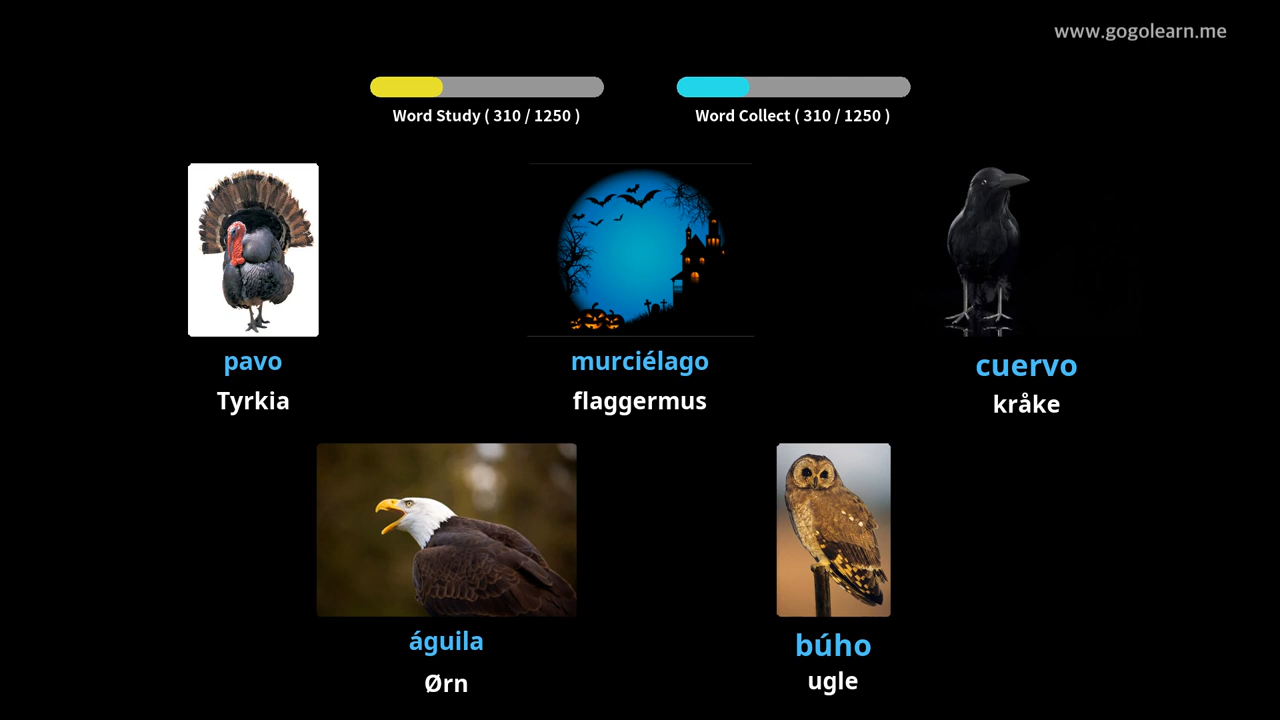 www.gogolearn.me
Word Study ( 310 / 1250 )
Word Collect ( 310 / 1250 )
pavo
Tyrkia
murciélago
flaggermus
cuervo
kråke
águila
Ørn
búho
ugle